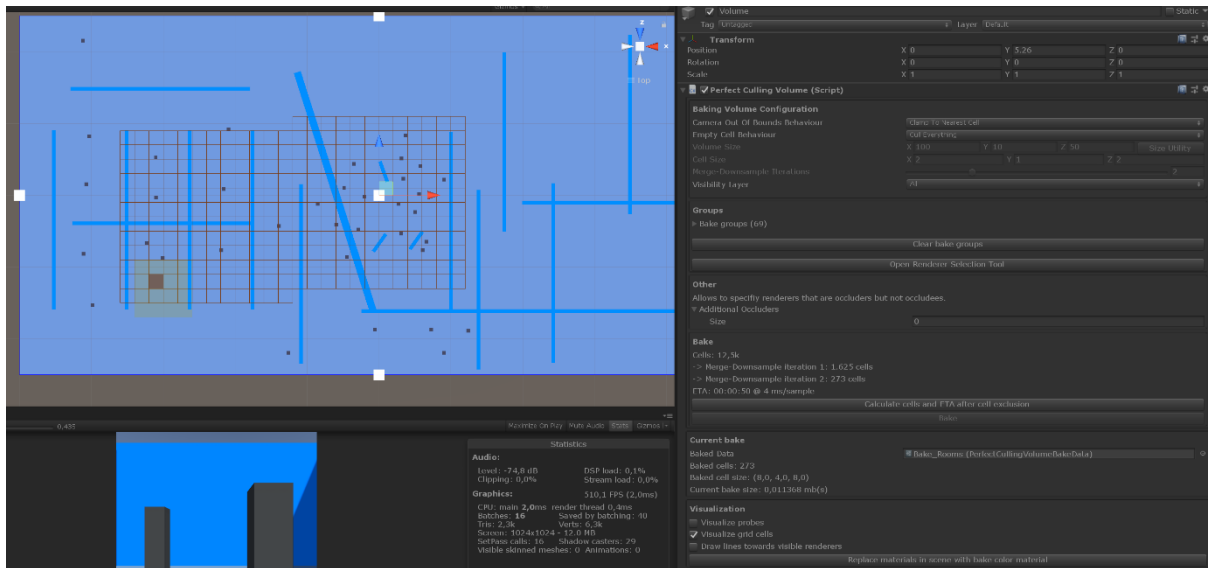 Volume
Static
Tag Untagged Layer Default
Transform
Position X 0 Y 5.26 Z 0
Rotation X 0 Y 0 Z 0
Scale X 1 Y 1 Z 1
Perfect Culling Volume (Script)
Baking Volume Configuration
Camera Out Of Bounds Behaviour Clamp To Nearest Cell
Empty Cell Behaviour Cull Everything
Volume Size X 100 Y 10 Z 50 Size Utility
Cell Size X 2 Y 1 Z 2
Merge-Downsample Iterations 2
Visibility Layer All
Groups
Bake groups (69)
Clear bake groups
Open Renderer Selection Tool
Other
Allows to specifiy renderers that are occluders but not occludees.
Additional Occluders
Size 0
Bake
Cells: 12,5k
-> Merge-Downsample iteration 1: 1.625 cells
-> Merge-Downsample iteration 2: 273 cells
ETA: 00:00:50 @ 4 ms/sample
Calculate cells and ETA after cell exclusion
Bake
Current bake
Baked Data Bake_Rooms (PerfectCullingVolumeBakeData)
Baked cells: 273
Baked cell size: (8,0, 4,0, 8,0)
Current bake size: 0,011368 mb(s)
Visualization
Visualize probes
Visualize grid cells
Draw lines towards visible renderers
Replace materials in scene with bake color material
z
x
Top
Maximize On Play Mute Audio Stats Gizmos
Statistics
Audio:
Level: -74,8 dB DSP load: 0,1%
Clipping: 0,0% Stream load: 0,0%
Graphics: 510,1 FPS (2,0ms)
CPU: main 2,0ms render thread 0,4ms
Batches: 16 Saved by batching: 40
Tris: 2,3k Verts: 6,3k
Screen: 1024x1024 - 12.0 MB
SetPass calls: 16 Shadow casters: 29
Visible skinned meshes: 0 Animations: 0